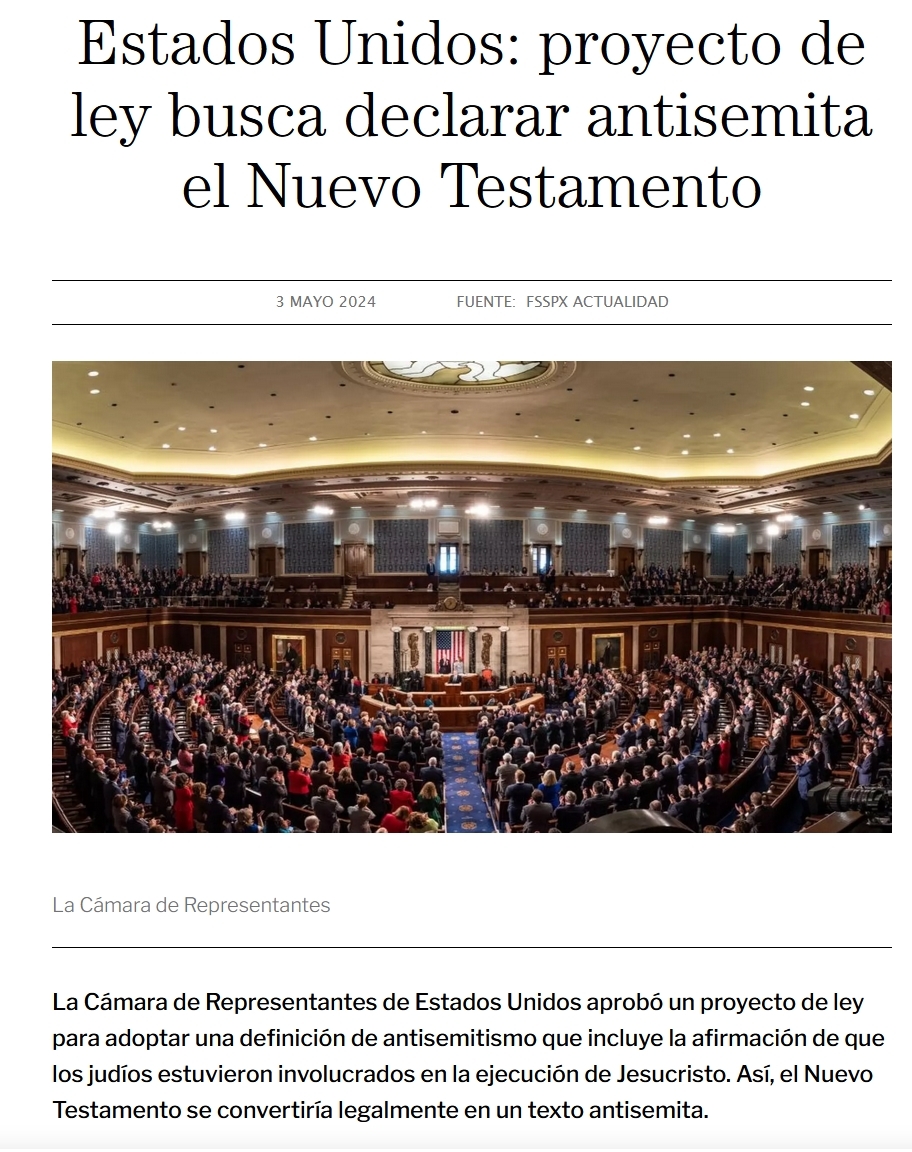 Estados Unidos: proyecto de
ley busca declarar antisemita
el Nuevo Testamento
3 MAYO 2024 FUENTE: FSSPX ACTUALIDAD
La Cámara de Representantes
La Cámara de Representantes de Estados Unidos aprobó un proyecto de ley
para adoptar una definición de antisemitismo que incluye la afirmación de que
los judíos estuvieron involucrados en la ejecución de Jesucristo. Así, el Nuevo
Testamento se convertiría legalmente en un texto antisemita.